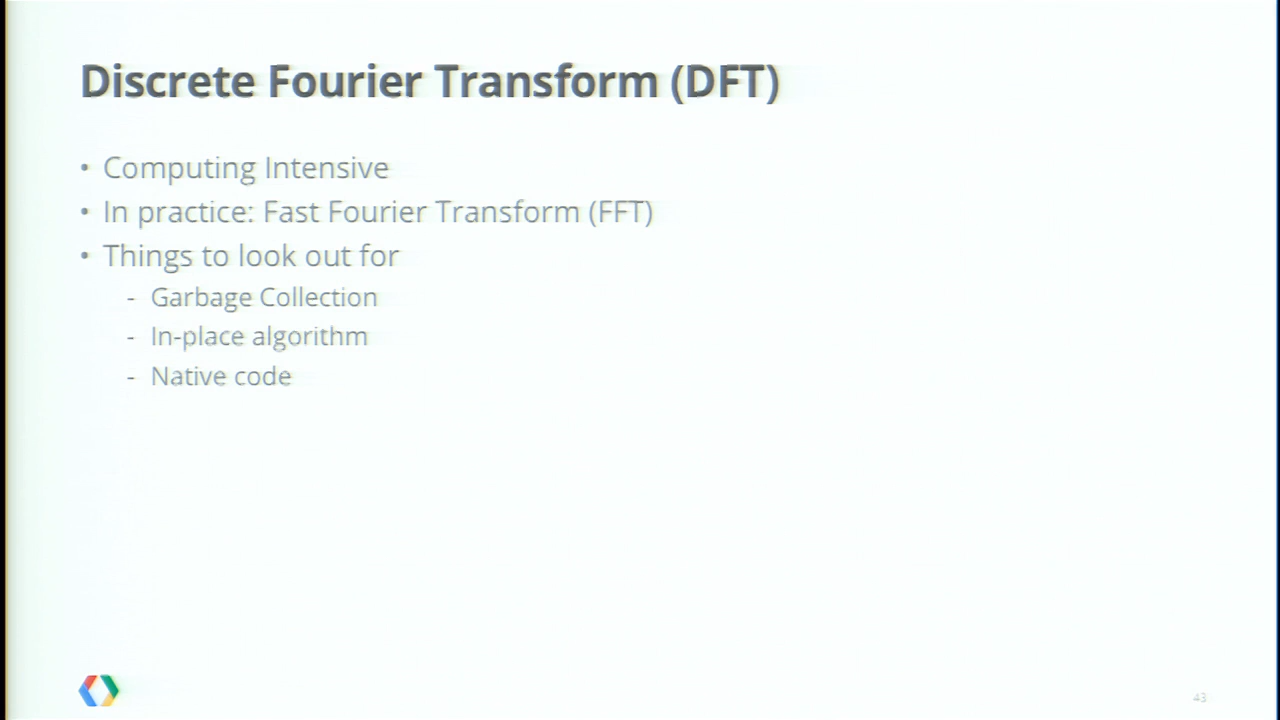 Discrete Fourier Transform (DFT)
• Computing Intensive
• In practice: Fast Fourier Transform (FFT)
• Things to look out for
- Garbage Collection
- In-place algorithm
- Native code
43